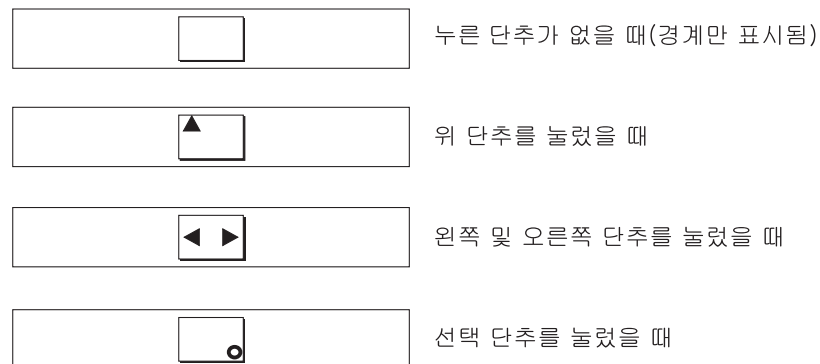 누른 단추가 없을 때(경계만 표시됨)
위 단추를 눌렀을 때
왼쪽 및 오른쪽 단추를 눌렀을 때
선택 단추를 눌렀을 때